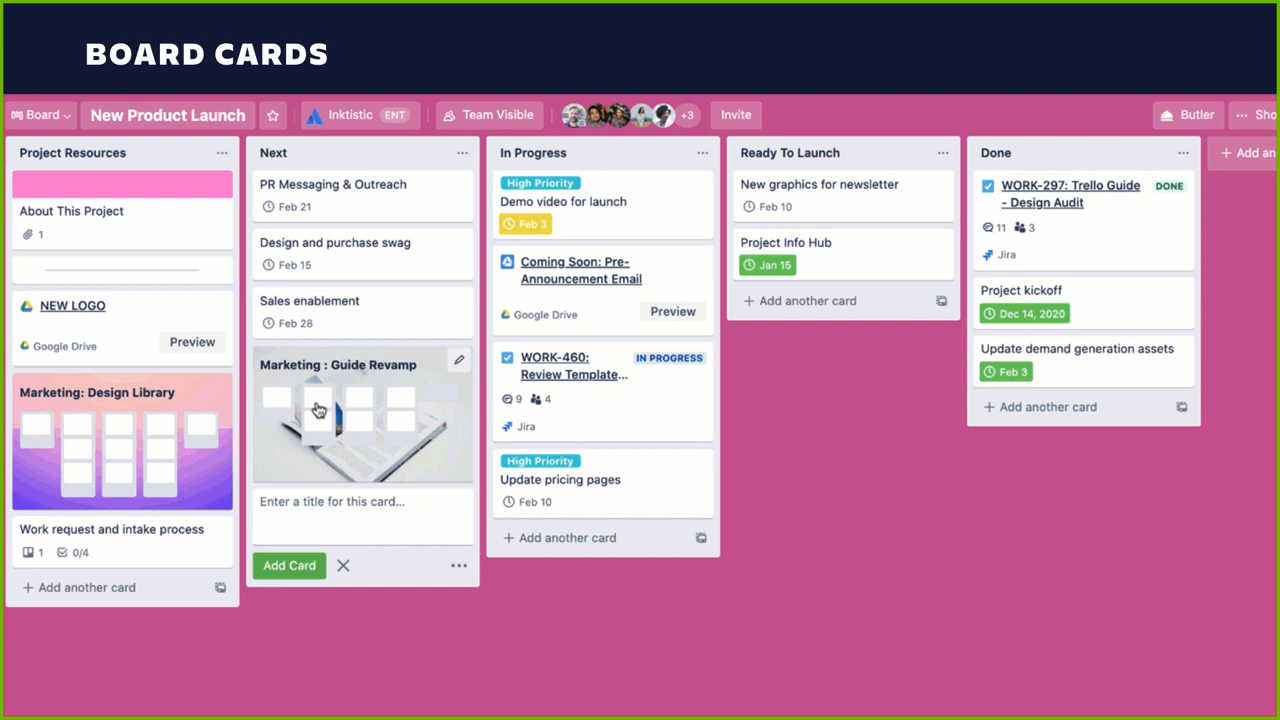 BOARD CARDS
Board
New Product Launch
Inktistic ENT
Team Visible
+3
Invite
Butler
Project Resources
About This Project
1
NEW LOGO
Google Drive
Preview
Marketing: Design Library
Work request and intake process
1 0/4
+ Add another card
Next
PR Messaging & Outreach
Feb 21
Design and purchase swag
Feb 15
Sales enablement
Feb 28
Marketing : Guide Revamp
Enter a title for this card...
Add Card
In Progress
High Priority
Demo video for launch
Feb 3
Coming Soon: Pre-
Announcement Email
Google Drive
Preview
WORK-460:
Review Template...
IN PROGRESS
9 4
Jira
High Priority
Update pricing pages
Feb 10
+ Add another card
Ready To Launch
New graphics for newsletter
Feb 10
Project Info Hub
Jan 15
+ Add another card
Done
WORK-297: Trello Guide
- Design Audit
DONE
11 3
Jira
Project kickoff
Dec 14, 2020
Update demand generation assets
Feb 3
+ Add another card